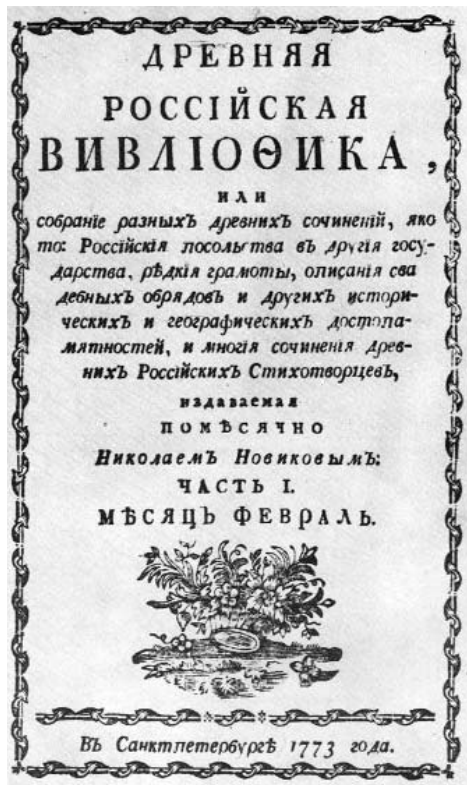 ДРЕВНЯЯ
РОССІЙСКАЯ
ВИВЛІОѲИКА,
ИЛИ
собраніе разныхЪ древнихЪ сочиненій, яко
то: Россійскія посольства вЪ другія госу-
дарства, рѣдкія грамоты, описанія сва
дебныхЪ обрядовЪ и другихЪ истори-
ческихЪ и географическихЪ достопа-
мятностей, и многія сочиненія древ-
нихЪ РоссійскихЪ СтихотворцевЬ,
издаваемая
ПОМѢСЯЧНО
НиколаемЪ НовиковымЪ:
ЧАСТЬ I.
МѢСЯЦЪ ФЕВРАЛЬ.
ВЪ Санктпетербургѣ 1773 года.